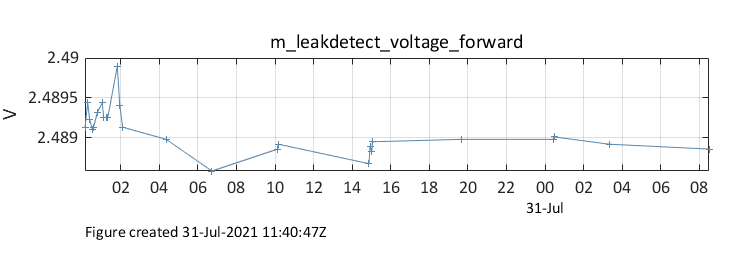 m_leakdetect_voltage_forward
2.49
2.4895
2.489
V
02 04 06 08 10 12 14 16 18 20 22 00 02 04 06 08
31-Jul
Figure created 31-Jul-2021 11:40:47Z